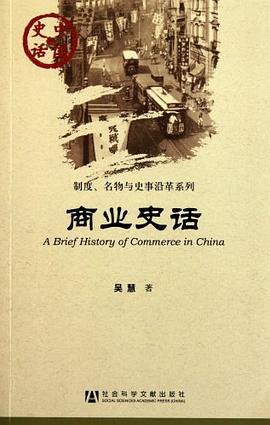 中国
史话
制度、名物与史事沿革系列
商业史话
A Brief History of Commerce in China
吴慧 著
社会科学文献出版社
SOCIAL SCIENCES ACADEMIC PRESS (CHINA)